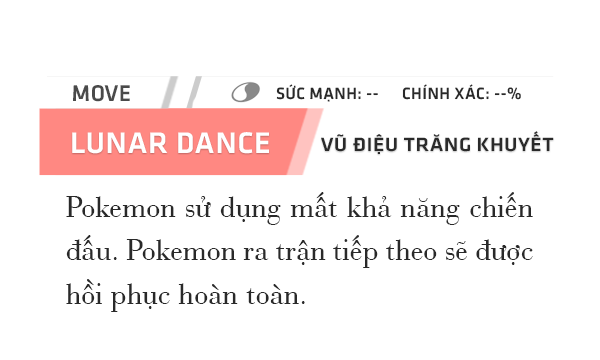 MOVE SỨC MẠNH: -- CHÍNH XÁC: --%
LUNAR DANCE VŨ ĐIỆU TRĂNG KHUYẾT
Pokemon sử dụng mất khả năng chiến
đấu. Pokemon ra trận tiếp theo sẽ được
hồi phục hoàn toàn.